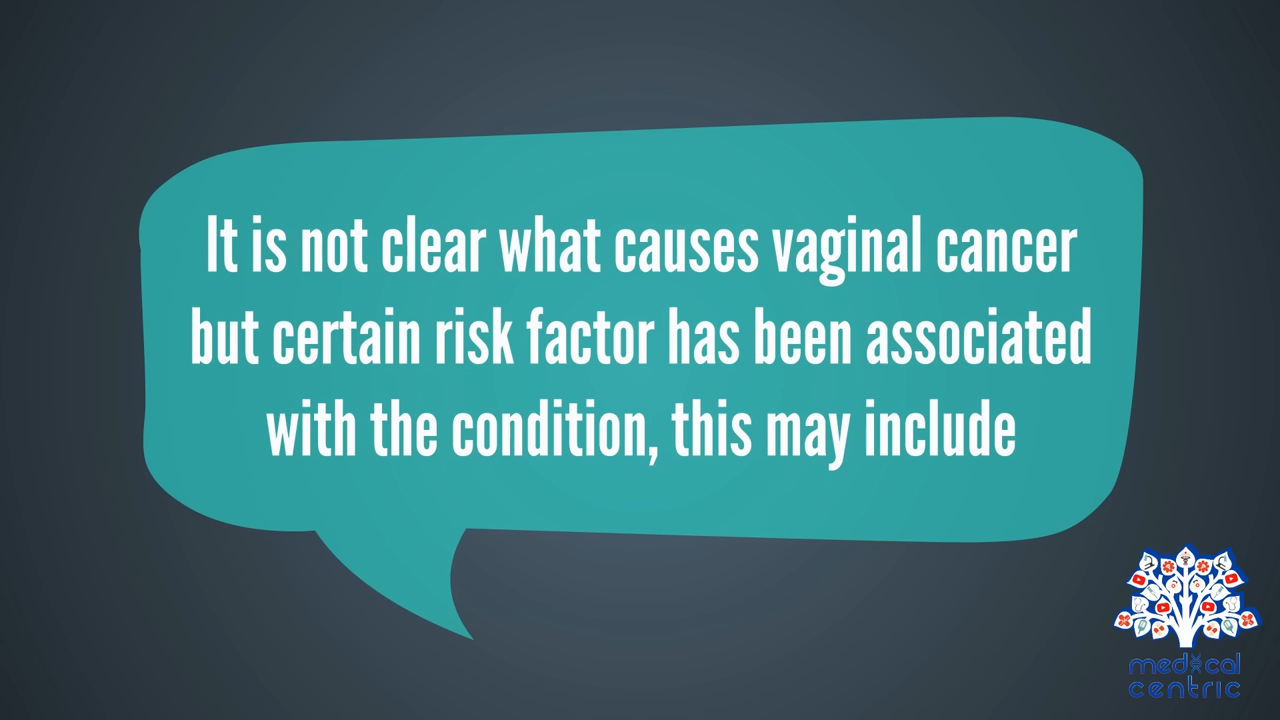 It is not clear what causes vaginal cancer
but certain risk factor has been associated
with the condition, this may include
medical
centric